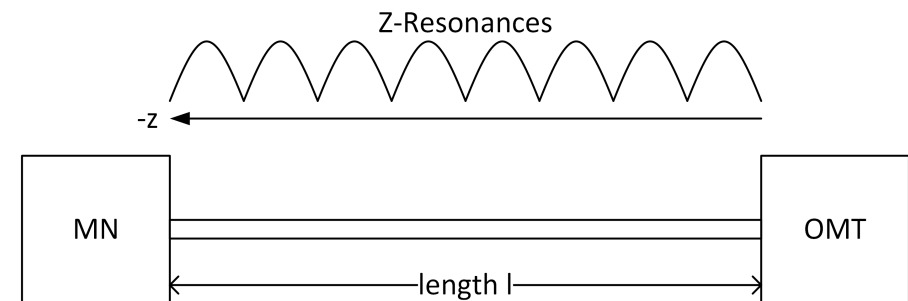 Z-Resonances
-z
MN
OMT
length l